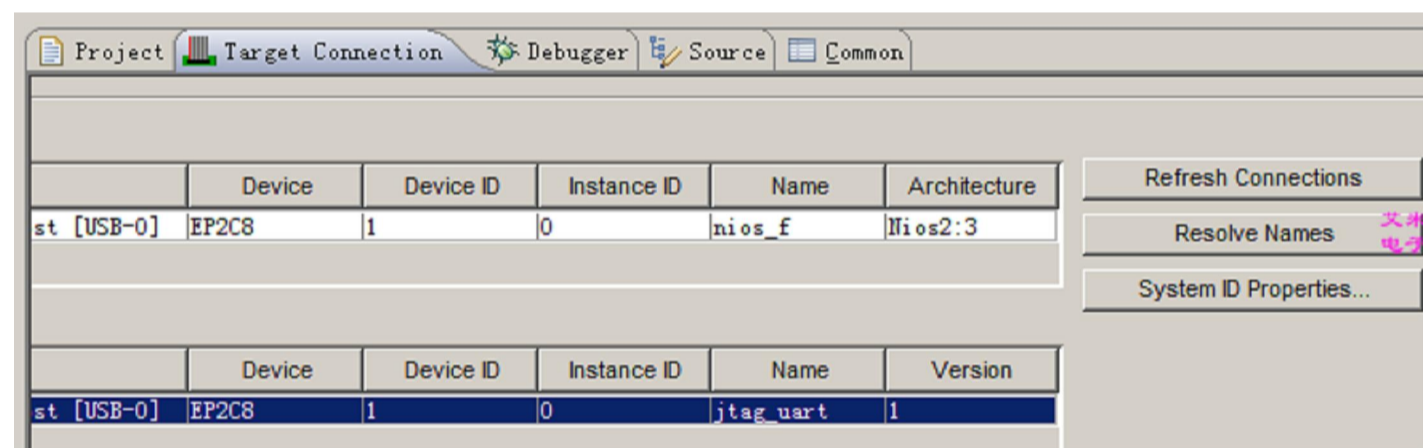 Project Target Connection Debugger Source Common
Device Device ID Instance ID Name Architecture
st [USB-0] EP2C8 1 0 nios_f Nios2:3
Refresh Connections
Resolve Names
System ID Properties...
Device Device ID Instance ID Name Version
st [USB-0] EP2C8 1 0 jtag_uart 1